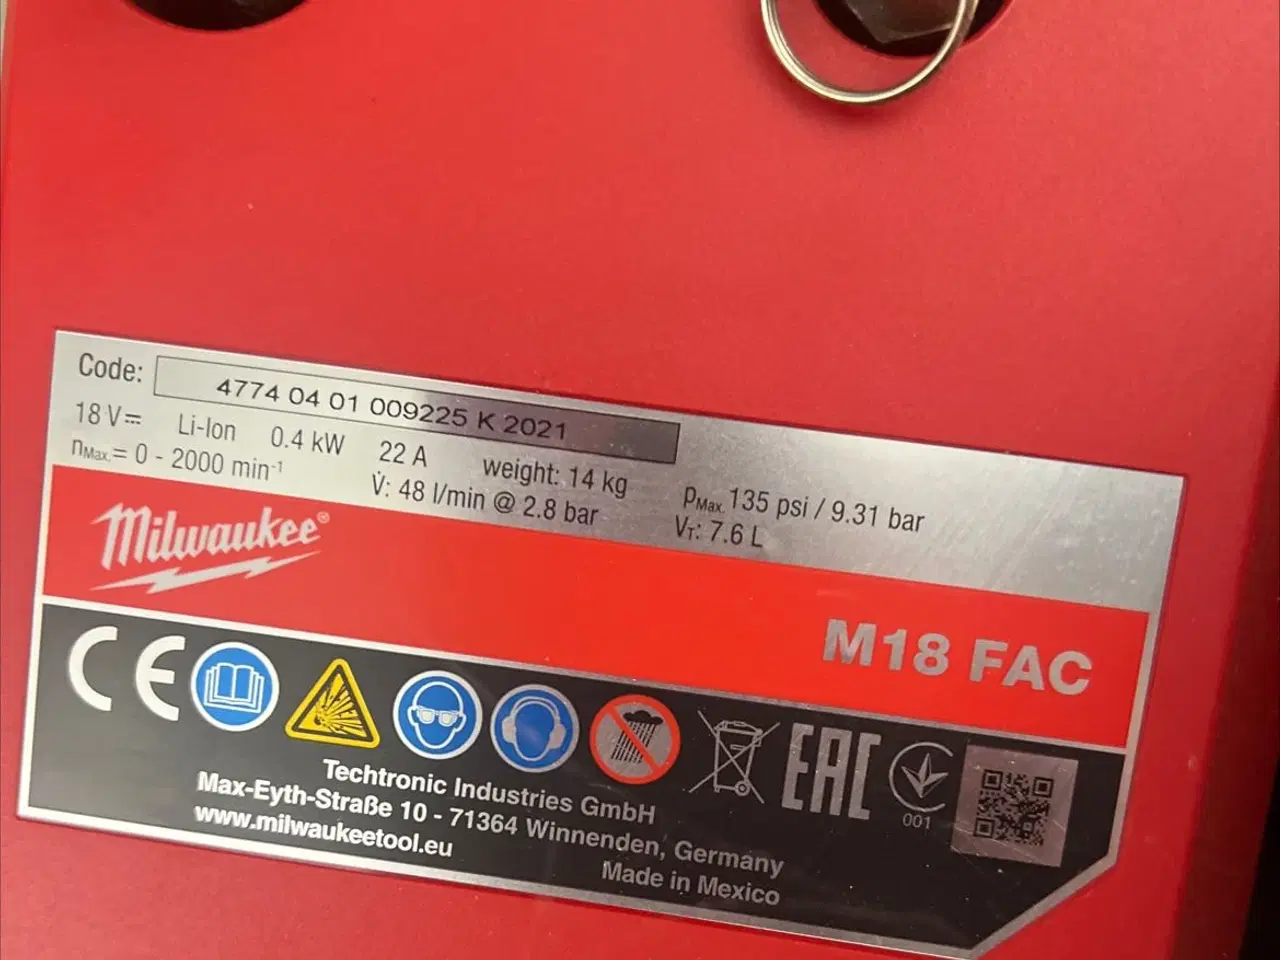 Code: 4774 04 01 009225 K 2021
18 V⎓ Li-Ion 0.4 kW 22 A weight: 14 kg pMax. 135 psi / 9.31 bar
nMax. = 0 - 2000 min-1 V̇: 48 l/min @ 2.8 bar VT: 7.6 L
Milwaukee®
M18 FAC
CE
EAC
001
Techtronic Industries GmbH
Max-Eyth-Straße 10 - 71364 Winnenden, Germany
www.milwaukeetool.eu
Made in Mexico